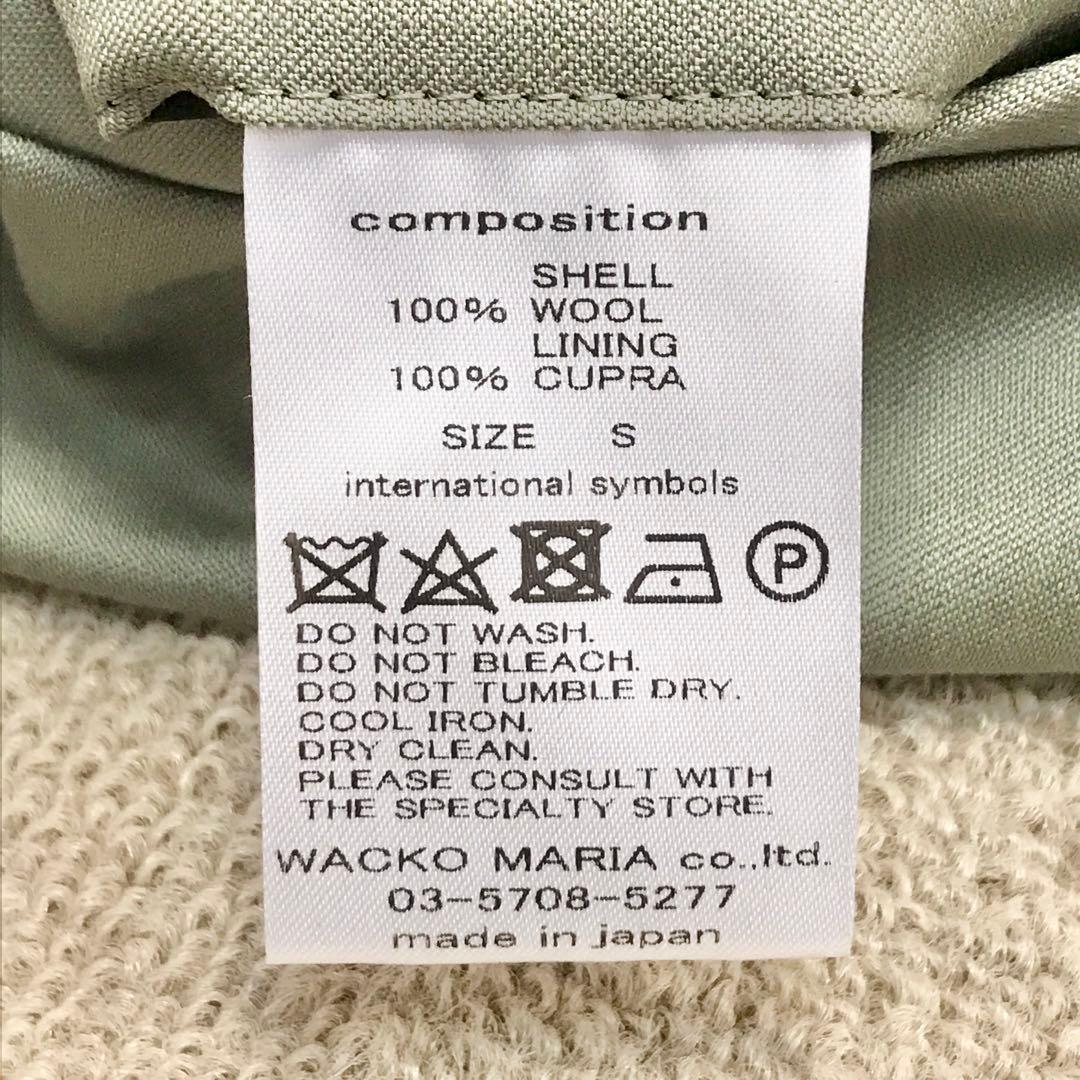 composition
SHELL
100% WOOL
LINING
100% CUPRA
SIZE S
international symbols
P
DO NOT WASH.
DO NOT BLEACH.
DO NOT TUMBLE DRY.
COOL IRON.
DRY CLEAN.
PLEASE CONSULT WITH
THE SPECIALTY STORE.
WACKO MARIA co.,ltd.
03-5708-5277
made in japan